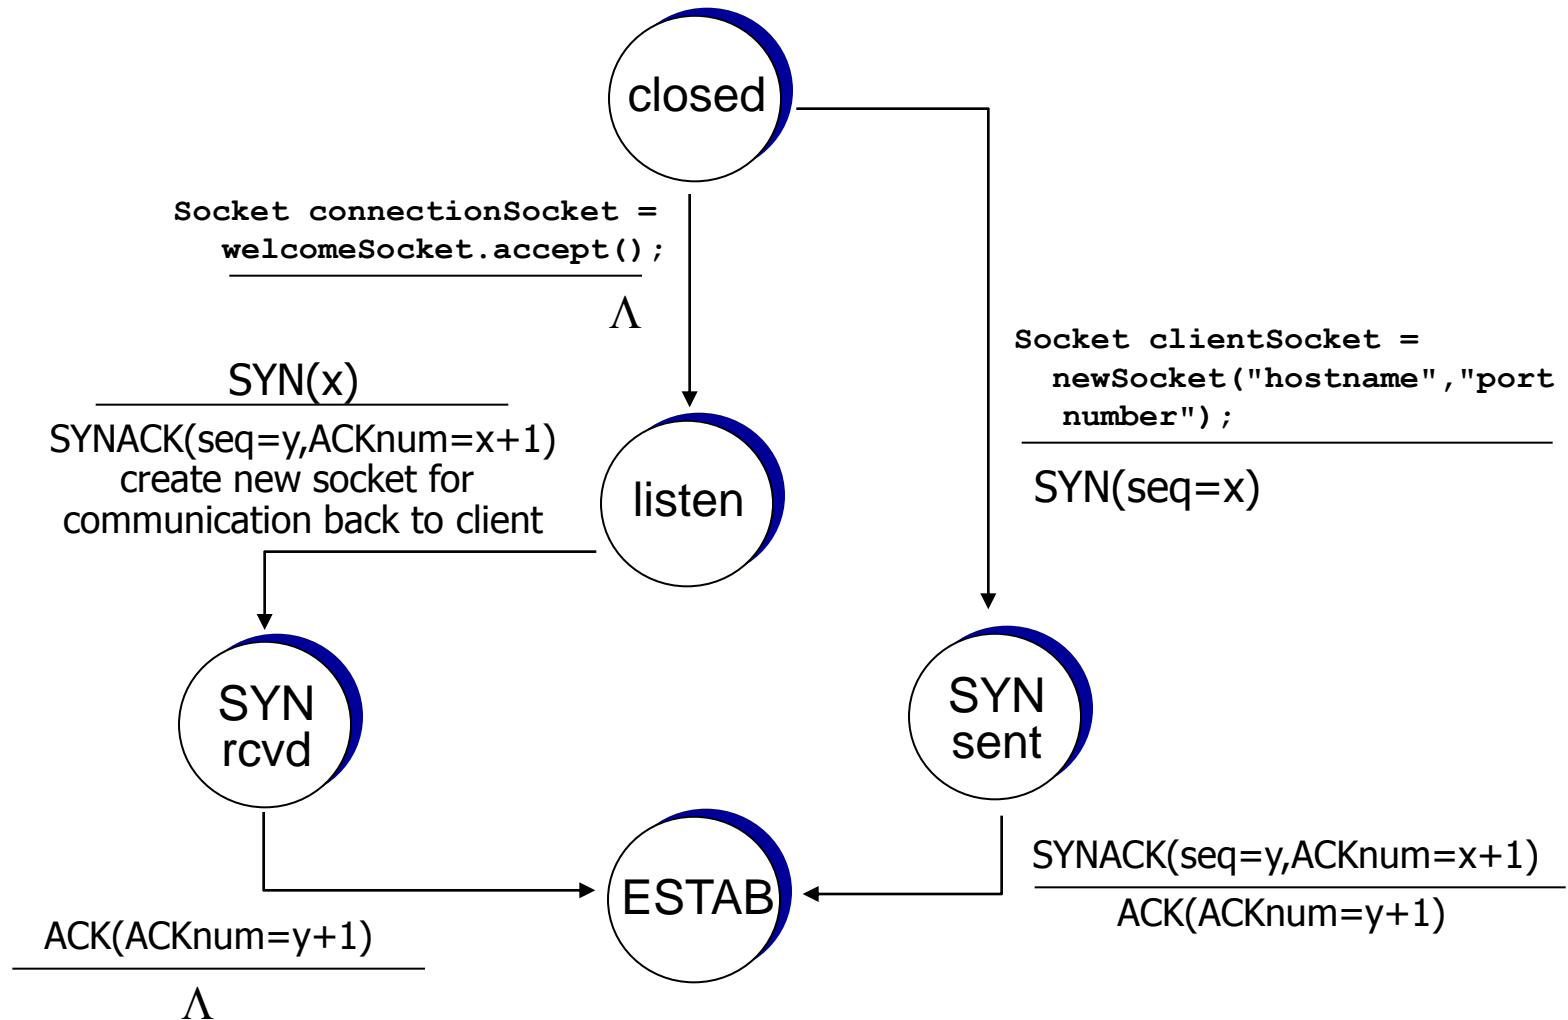 closed
Socket connectionSocket =
welcomeSocket.accept();
Λ
Socket clientSocket =
newSocket("hostname","port
number");
SYN(seq=x)
SYN(x)
SYNACK(seq=y,ACKnum=x+1)
create new socket for
communication back to client
listen
SYN
rcvd
SYN
sent
ESTAB
SYNACK(seq=y,ACKnum=x+1)
ACK(ACKnum=y+1)
ACK(ACKnum=y+1)
Λ